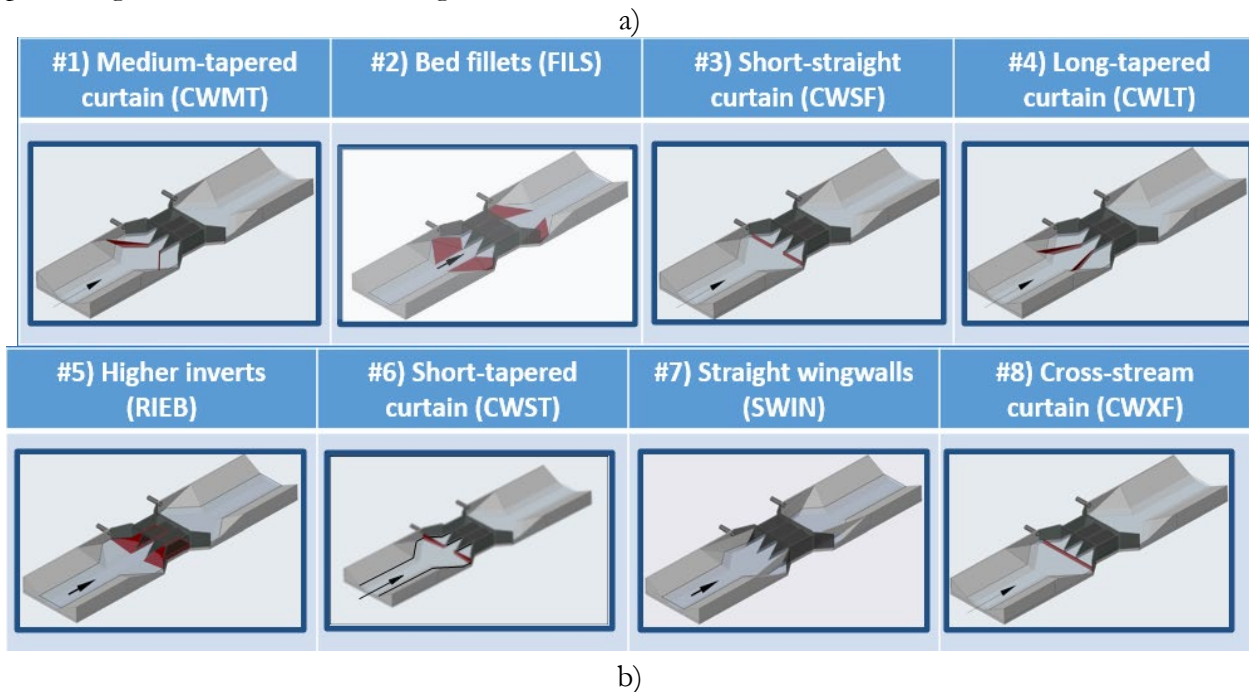 a)
#1) Medium-tapered
curtain (CWMT)
#2) Bed fillets (FILS)
#3) Short-straight
curtain (CWSF)
#4) Long-tapered
curtain (CWLT)
#5) Higher inverts
(RIEB)
#6) Short-tapered
curtain (CWST)
#7) Straight wingwalls
(SWIN)
#8) Cross-stream
curtain (CWXF)
b)